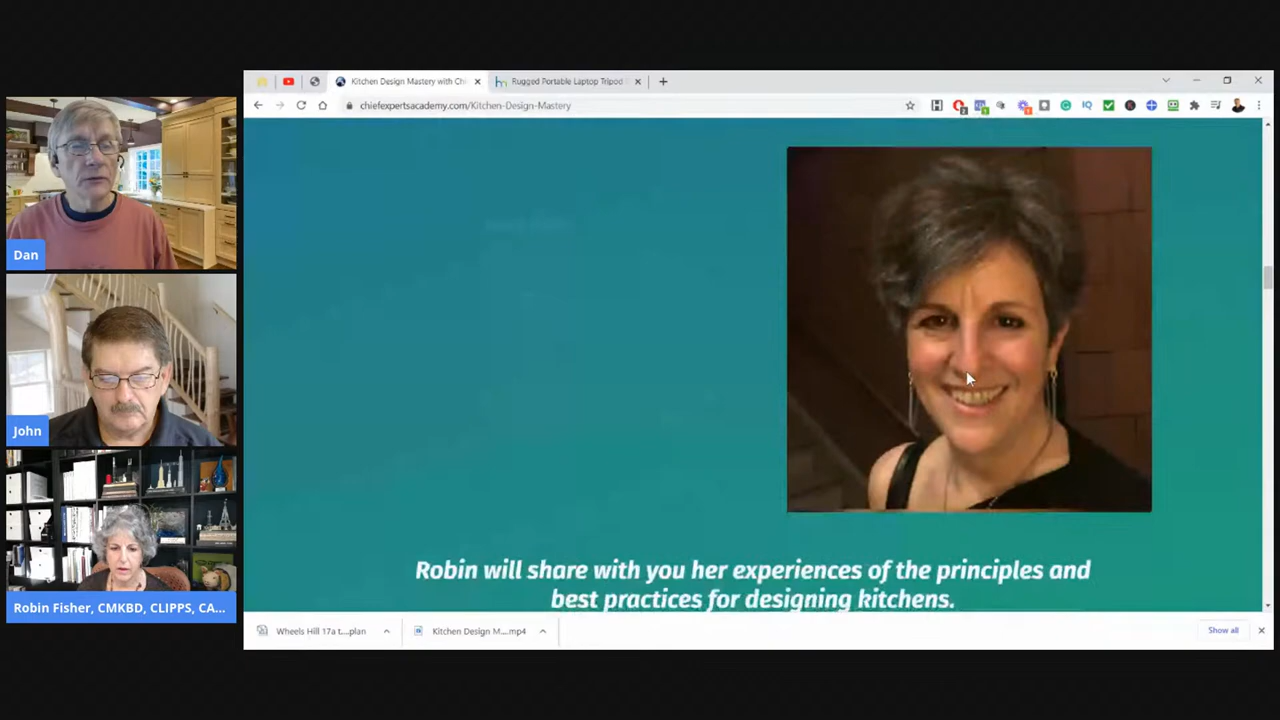 Kitchen Design Mastery with Chi
Rugged Portable Laptop Tripod
chiefexpertsacademy.com/Kitchen-Design-Mastery
Dan
John
Robin Fisher, CMKBD, CLIPPS, CA...
Robin will share with you her experiences of the principles and
best practices for designing kitchens.
Wheels Hill 17a t....plan
Kitchen Design M....mp4
Show all